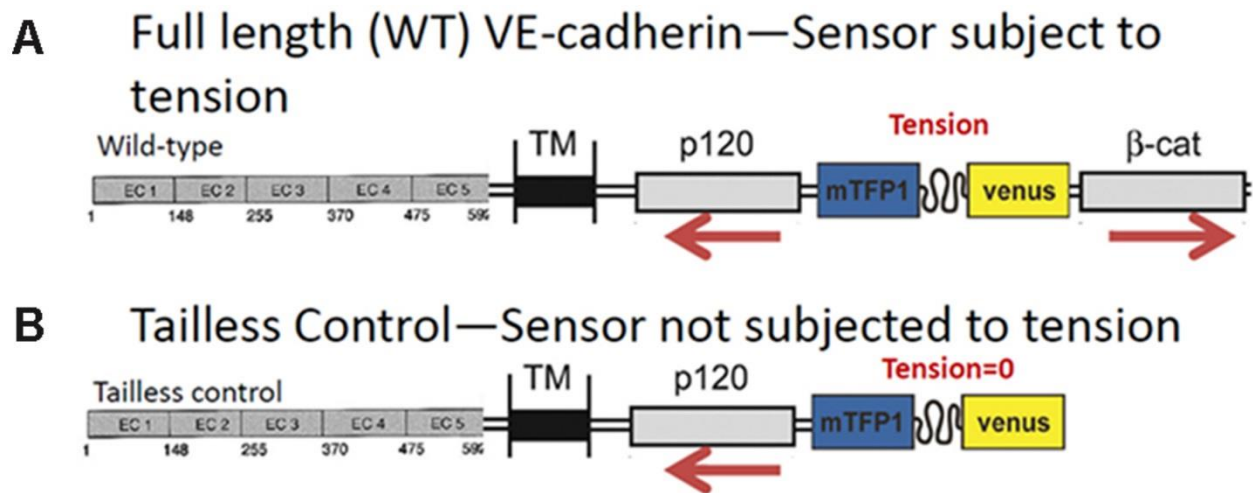 A
Full length (WT) VE-cadherin—Sensor subject to
tension
Wild-type
TM
p120
Tension
β-cat
EC 1 EC 2 EC 3 EC 4 EC 5
mTFP1
venus
1 148 255 370 475 592
B
Tailless Control—Sensor not subjected to tension
Tailless control
TM
p120
Tension=0
EC 1 EC 2 EC 3 EC 4 EC 5
mTFP1
venus
1 148 255 370 475 592